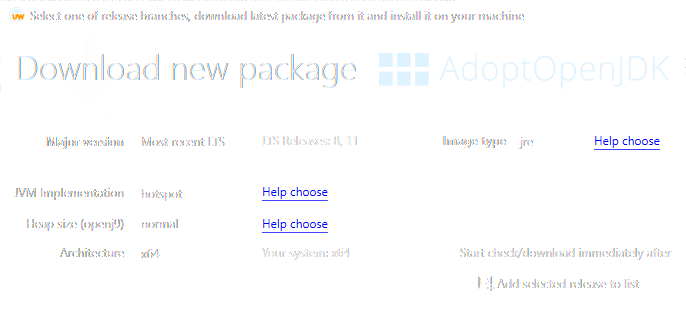 UW Select one of release branches, download latest package from it and install it on your machine
Download new package AdoptOpenJDK
Major version Most recent LTS LTS Releases: 8, 11 Image type jre Help choose
JVM Implementation hotspot Help choose
Heap size (openj9) normal Help choose
Architecture x64 Your system: x64 Start check/download immediately after
Add selected release to list